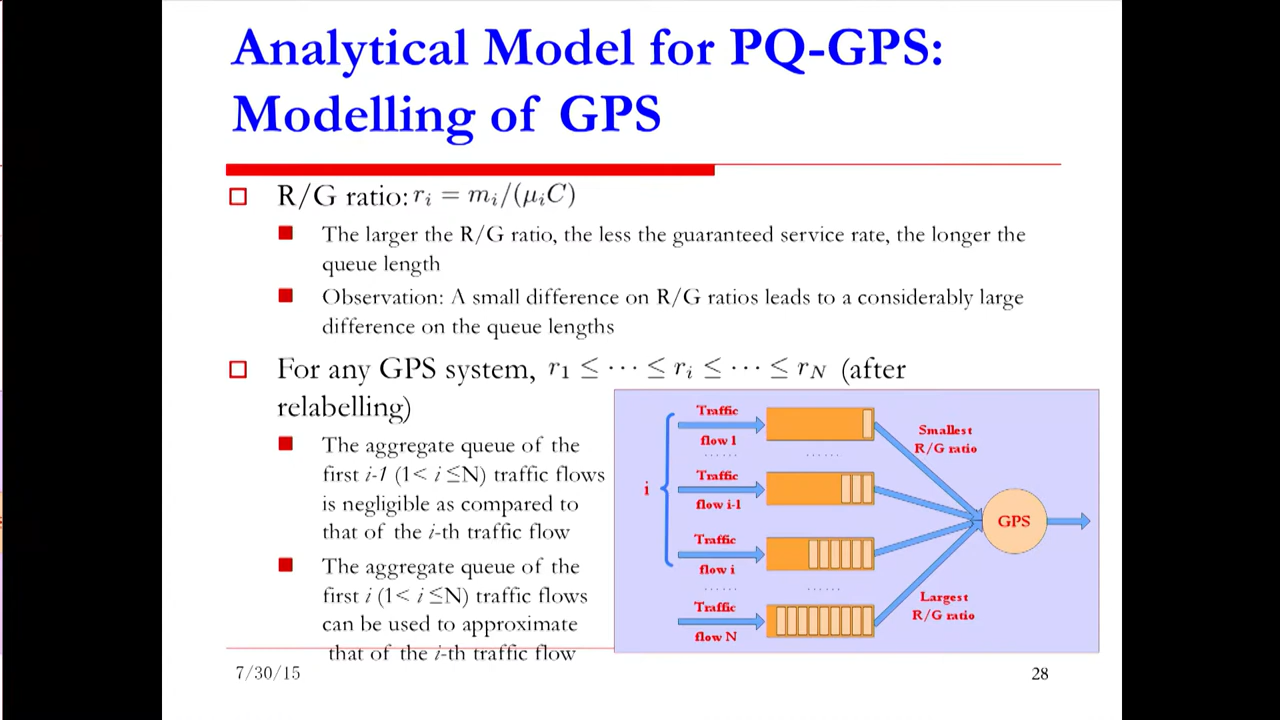 Analytical Model for PQ-GPS:
Modelling of GPS
R/G ratio: r_i = m_i/(μ_iC)
The larger the R/G ratio, the less the guaranteed service rate, the longer the
queue length
Observation: A small difference on R/G ratios leads to a considerably large
difference on the queue lengths
For any GPS system, r_1 ≤ ··· ≤ r_i ≤ ··· ≤ r_N (after
relabelling)
The aggregate queue of the
first i-1 (1< i ≤N) traffic flows
is negligible as compared to
that of the i-th traffic flow
The aggregate queue of the
first i (1< i ≤N) traffic flows
can be used to approximate
that of the i-th traffic flow
i
Traffic
flow 1
......
......
Traffic
flow i-1
Traffic
flow i
......
......
Traffic
flow N
Smallest
R/G ratio
GPS
Largest
R/G ratio
7/30/15
28